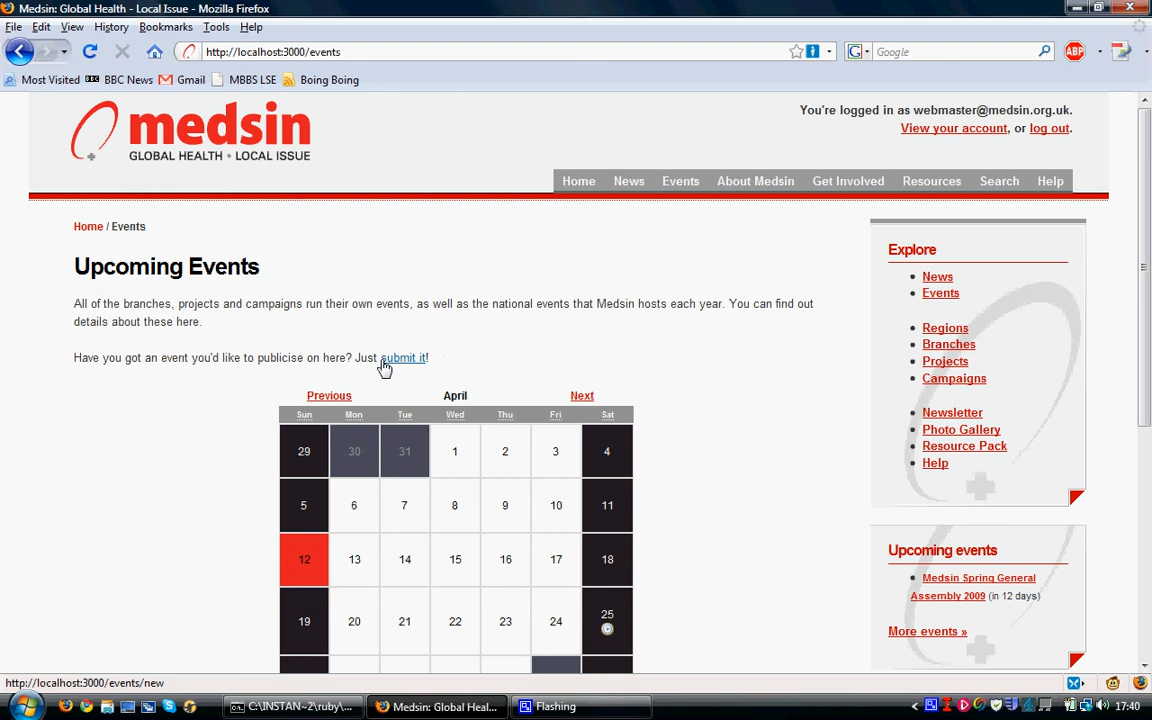 Medsin: Global Health - Local Issue - Mozilla Firefox
File Edit View History Bookmarks Tools Help
http://localhost:3000/events
G Google
ABP
Most Visited BBC News Gmail MBBS LSE Boing Boing
medsin
GLOBAL HEALTH • LOCAL ISSUE
You're logged in as webmaster@medsin.org.uk.
View your account, or log out.
Home News Events About Medsin Get Involved Resources Search Help
Home / Events
Upcoming Events
All of the branches, projects and campaigns run their own events, as well as the national events that Medsin hosts each year. You can find out
details about these here.
Have you got an event you'd like to publicise on here? Just submit it!
Previous April Next
Sun Mon Tue Wed Thu Fri Sat
29 30 31 1 2 3 4
5 6 7 8 9 10 11
12 13 14 15 16 17 18
19 20 21 22 23 24 25
Explore
News
Events
Regions
Branches
Projects
Campaigns
Newsletter
Photo Gallery
Resource Pack
Help
Upcoming events
Medsin Spring General
Assembly 2009 (in 12 days)
More events »
http://localhost:3000/events/new
C:\INSTAN~2\ruby\... Medsin: Global Heal... Flashing 17:40